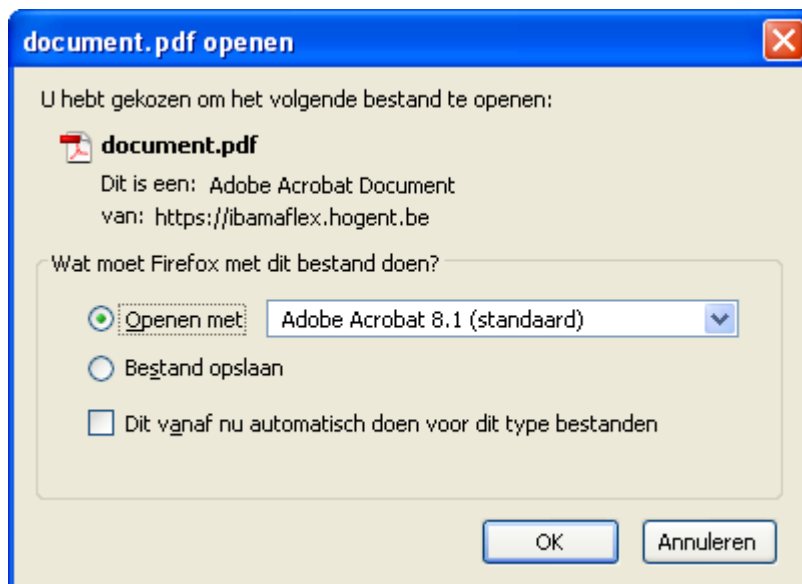 document.pdf openen
U hebt gekozen om het volgende bestand te openen:
document.pdf
Dit is een: Adobe Acrobat Document
van: https://ibamaflex.hogent.be
Wat moet Firefox met dit bestand doen?
Openen met Adobe Acrobat 8.1 (standaard)
Bestand opslaan
Dit vanaf nu automatisch doen voor dit type bestanden
OK Annuleren